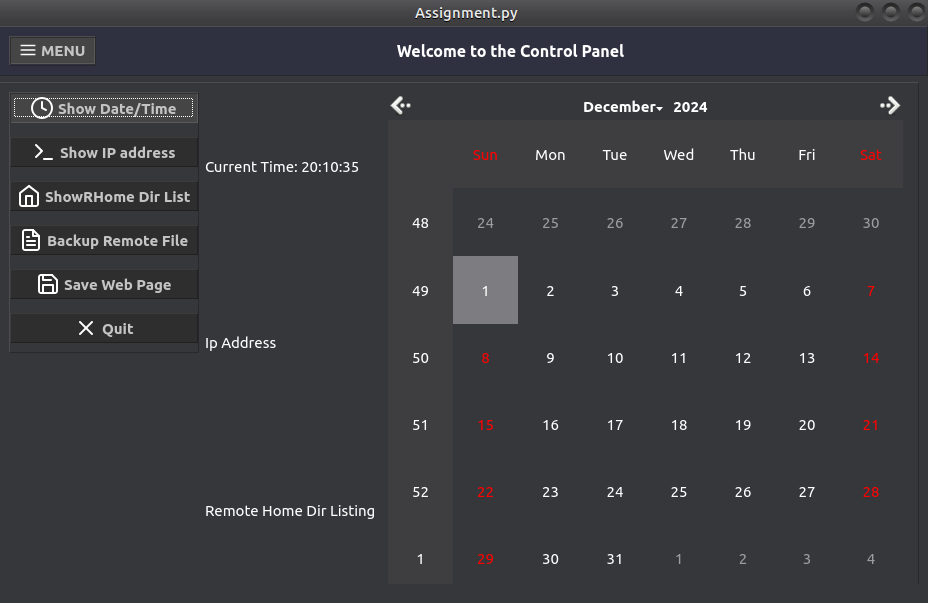 Assignment.py
MENU
Welcome to the Control Panel
Show Date/Time
Show IP address
ShowRHome Dir List
Backup Remote File
Save Web Page
Quit
Current Time: 20:10:35
Ip Address
Remote Home Dir Listing
December 2024
Sun Mon Tue Wed Thu Fri Sat
48 24 25 26 27 28 29 30
49 1 2 3 4 5 6 7
50 8 9 10 11 12 13 14
51 15 16 17 18 19 20 21
52 22 23 24 25 26 27 28
1 29 30 31 1 2 3 4